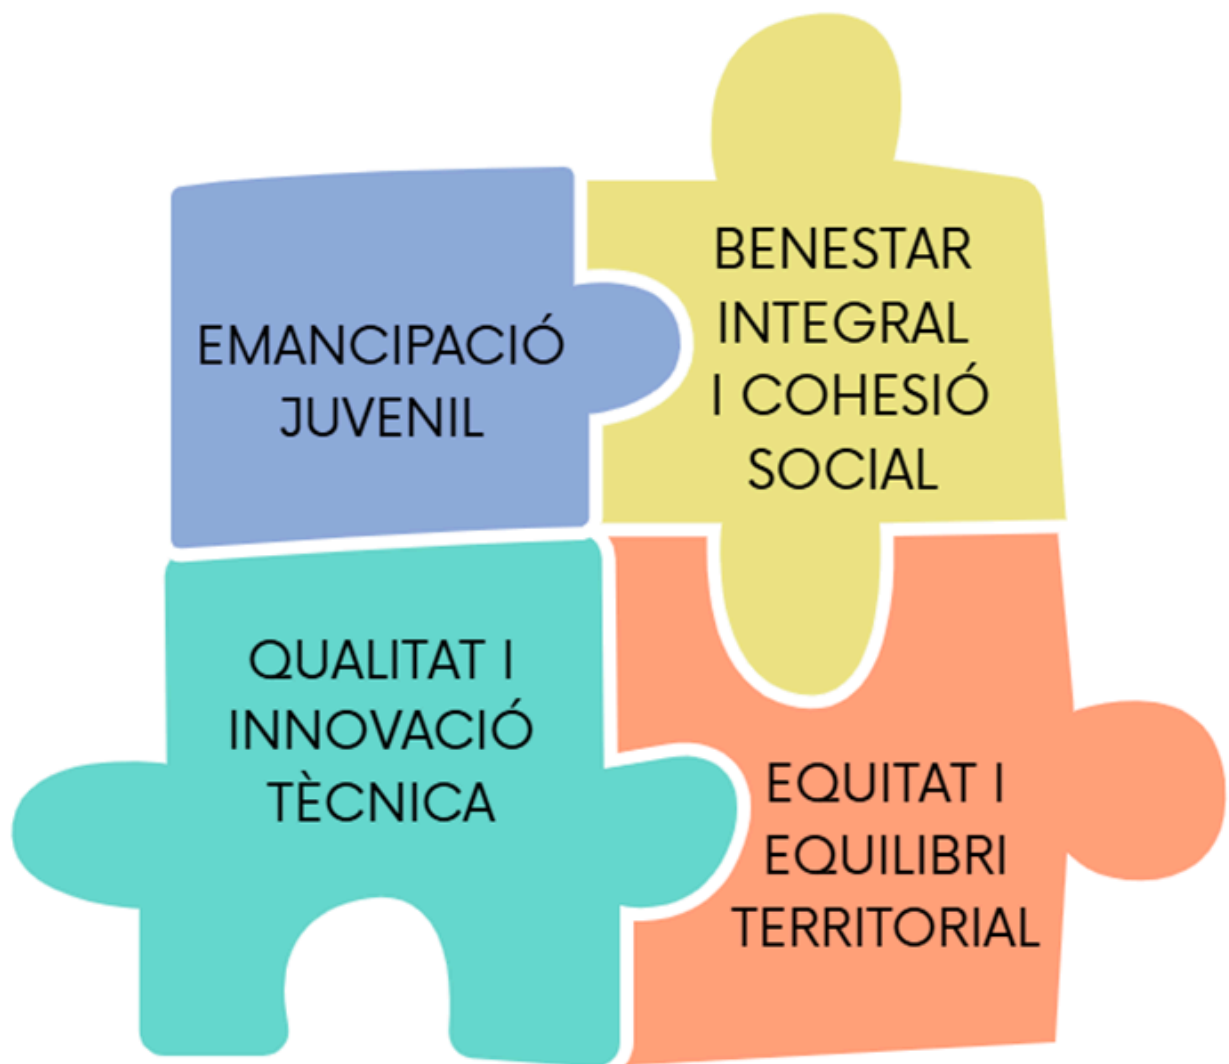 EMANCIPACIÓ
JUVENIL
BENESTAR
INTEGRAL
I COHESIÓ
SOCIAL
QUALITAT I
INNOVACIÓ
TÈCNICA
EQUITAT I
EQUILIBRI
TERRITORIAL